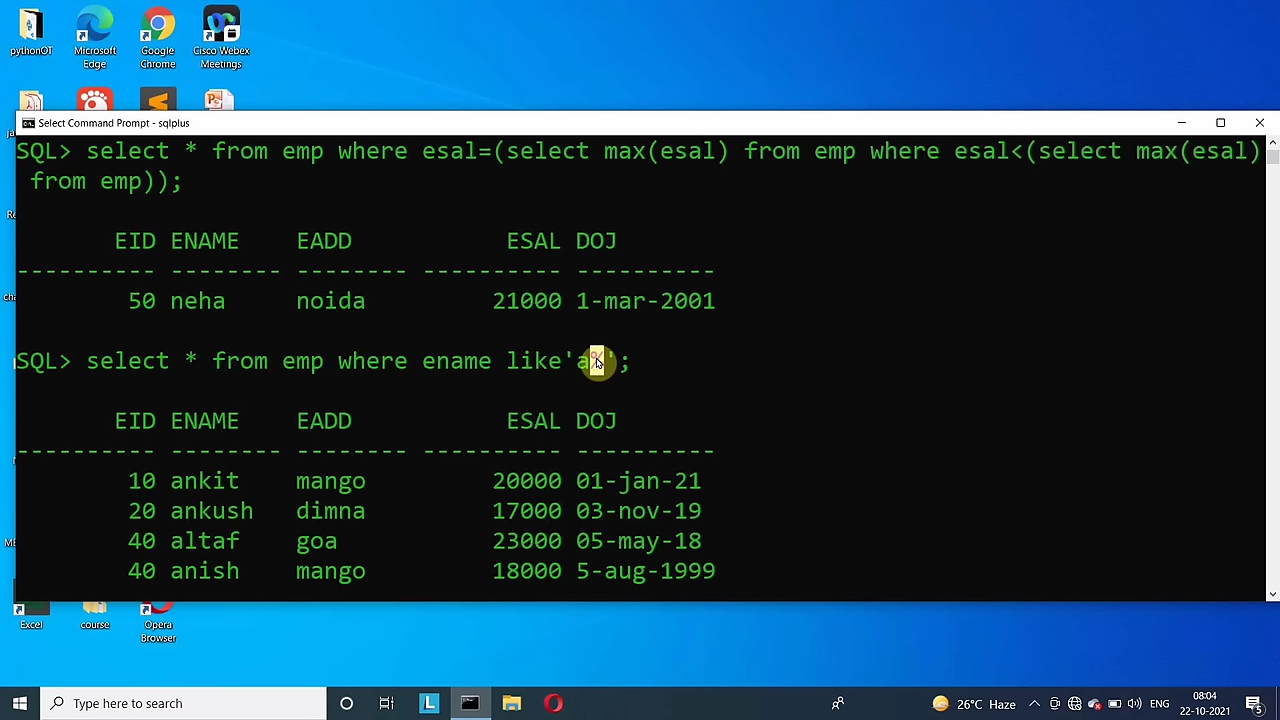 pythonOT
Microsoft Edge
Google Chrome
Cisco Webex Meetings
Select Command Prompt - sqlplus
SQL> select * from emp where esal=(select max(esal) from emp where esal<(select max(esal)
from emp));
EID ENAME EADD ESAL DOJ
---------- -------- -------- ---------- ----------
50 neha noida 21000 1-mar-2001
SQL> select * from emp where ename like'a%';
EID ENAME EADD ESAL DOJ
---------- -------- -------- ---------- ----------
10 ankit mango 20000 01-jan-21
20 ankush dimna 17000 03-nov-19
40 altaf goa 23000 05-may-18
40 anish mango 18000 5-aug-1999
Excel
course
Opera Browser
Type here to search
26°C Haze
ENG
08:04
22-10-2021
5